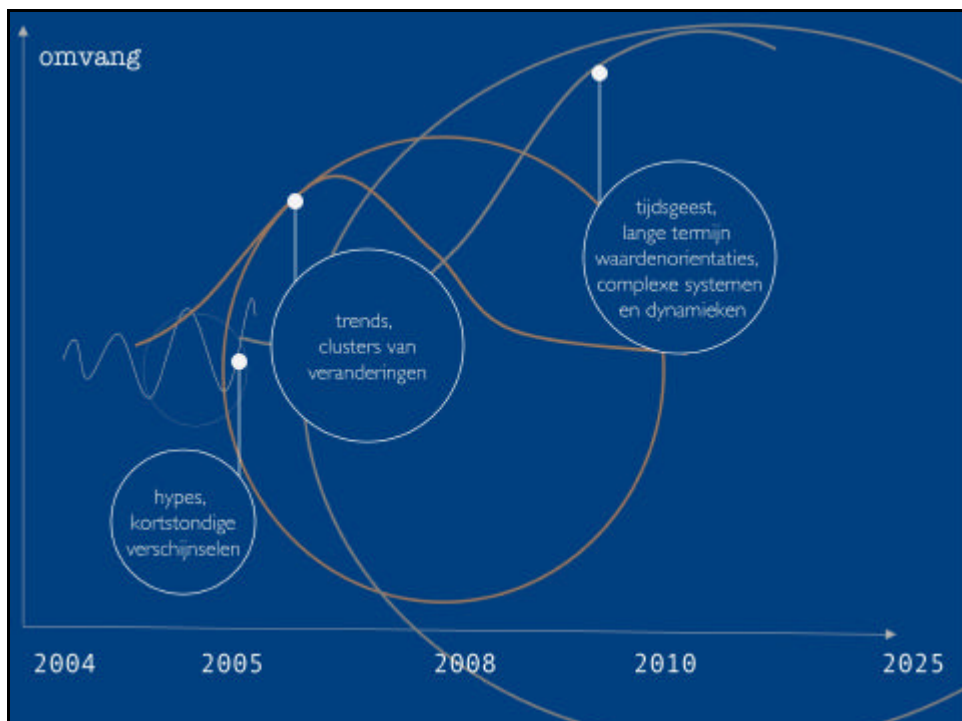 omvang
tijdsgeest,
lange termijn
waardenorientaties,
complexe systemen
en dynamieken
trends,
clusters van
veranderingen
hypes,
kortstondige
verschijnselen
2004 2005 2008 2010 2025